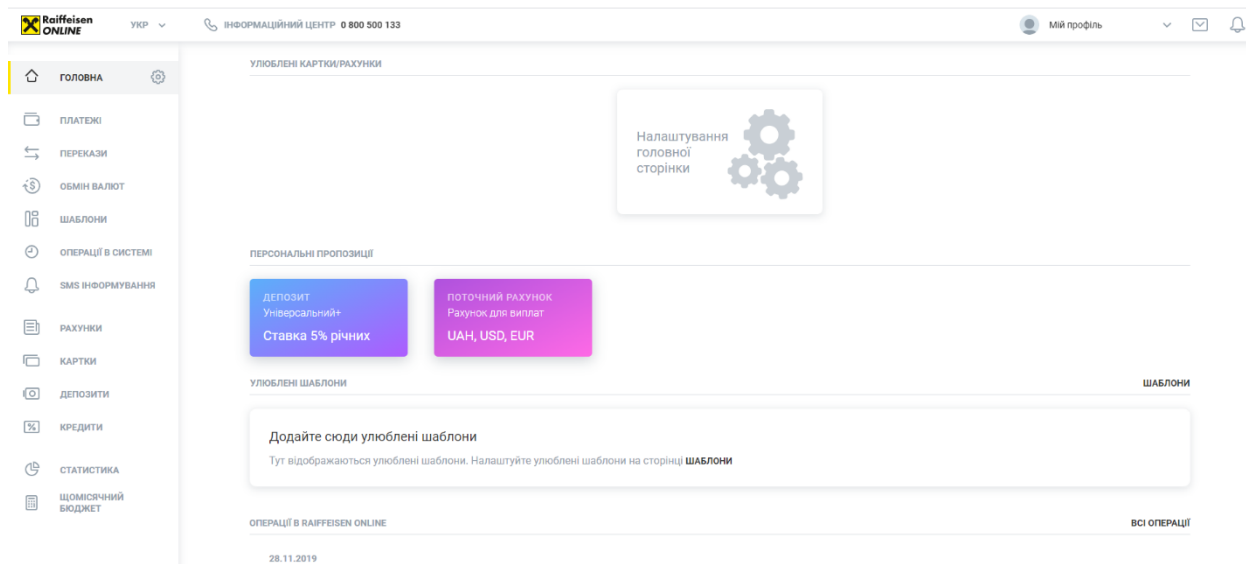 Raiffeisen
ONLINE
УКР
ІНФОРМАЦІЙНИЙ ЦЕНТР 0 800 500 133
Мій профіль
ГОЛОВНА
ПЛАТЕЖІ
ПЕРЕКАЗИ
ОБМІН ВАЛЮТ
ШАБЛОНИ
ОПЕРАЦІЇ В СИСТЕМІ
SMS ІНФОРМУВАННЯ
РАХУНКИ
КАРТКИ
ДЕПОЗИТИ
КРЕДИТИ
СТАТИСТИКА
ЩОМІСЯЧНИЙ
БЮДЖЕТ
УЛЮБЛЕНІ КАРТКИ/РАХУНКИ
Налаштування
головної
сторінки
ПЕРСОНАЛЬНІ ПРОПОЗИЦІЇ
ДЕПОЗИТ
Універсальний+
Ставка 5% річних
ПОТОЧНИЙ РАХУНОК
Рахунок для виплат
UAH, USD, EUR
УЛЮБЛЕНІ ШАБЛОНИ
ШАБЛОНИ
Додайте сюди улюблені шаблони
Тут відображаються улюблені шаблони. Налаштуйте улюблені шаблони на сторінці ШАБЛОНИ
ОПЕРАЦІЇ В RAIFFEISEN ONLINE
ВСІ ОПЕРАЦІЇ
28.11.2019